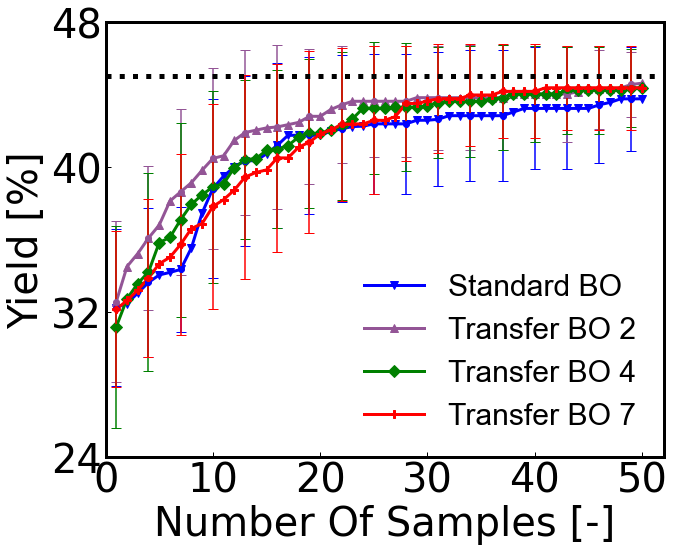 48
40
32
24
Yield [%]
Standard BO
Transfer BO 2
Transfer BO 4
Transfer BO 7
0 10 20 30 40 50
Number Of Samples [-]